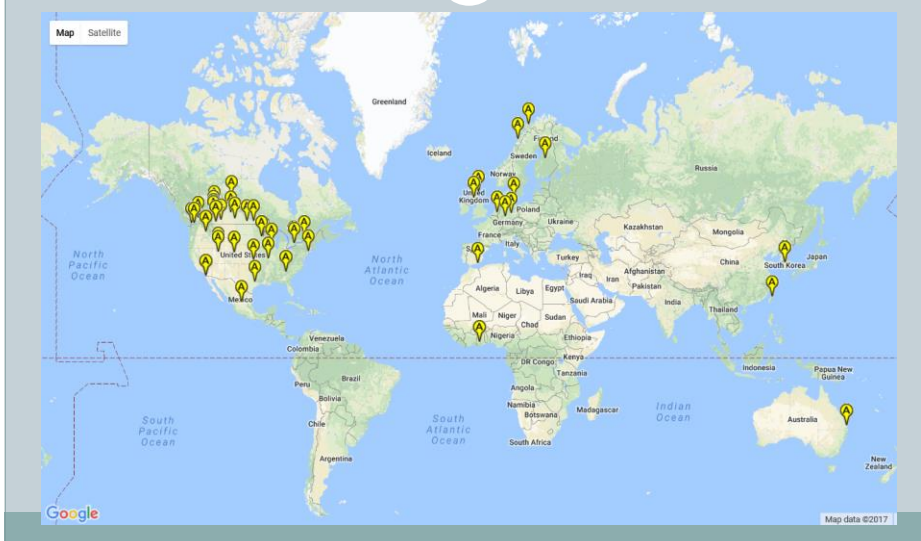 Map Satellite
Greenland
Iceland
Sweden
Norway
Russia
United
Kingdom
Poland
Germany
Ukraine
Kazakhstan
Mongolia
France
Italy
Turkey
China
Japan
South Korea
North
Pacific
Ocean
United States
North
Atlantic
Ocean
Algeria
Libya
Egypt
Iraq
Iran
Afghanistan
Pakistan
Saudi Arabia
India
Thailand
Mexico
Mali
Niger
Chad
Sudan
Nigeria
Ethiopia
Venezuela
Colombia
DR Congo
Kenya
Tanzania
Indonesia
Papua New
Guinea
Peru
Brazil
Bolivia
Angola
Namibia
Botswana
Madagascar
South
Pacific
Ocean
Chile
South
Atlantic
Ocean
Indian
Ocean
Australia
South Africa
Argentina
New
Zealand
Google
Map data ©2017